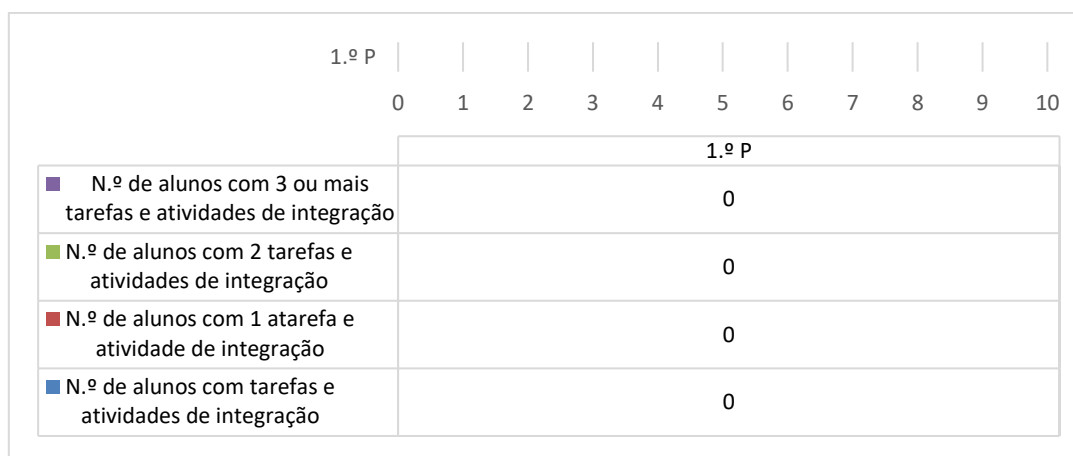 1.º P
0 1 2 3 4 5 6 7 8 9 10
1.º P
N.º de alunos com 3 ou mais
tarefas e atividades de integração
0
N.º de alunos com 2 tarefas e
atividades de integração
0
N.º de alunos com 1 atarefa e
atividade de integração
0
N.º de alunos com tarefas e
atividades de integração
0